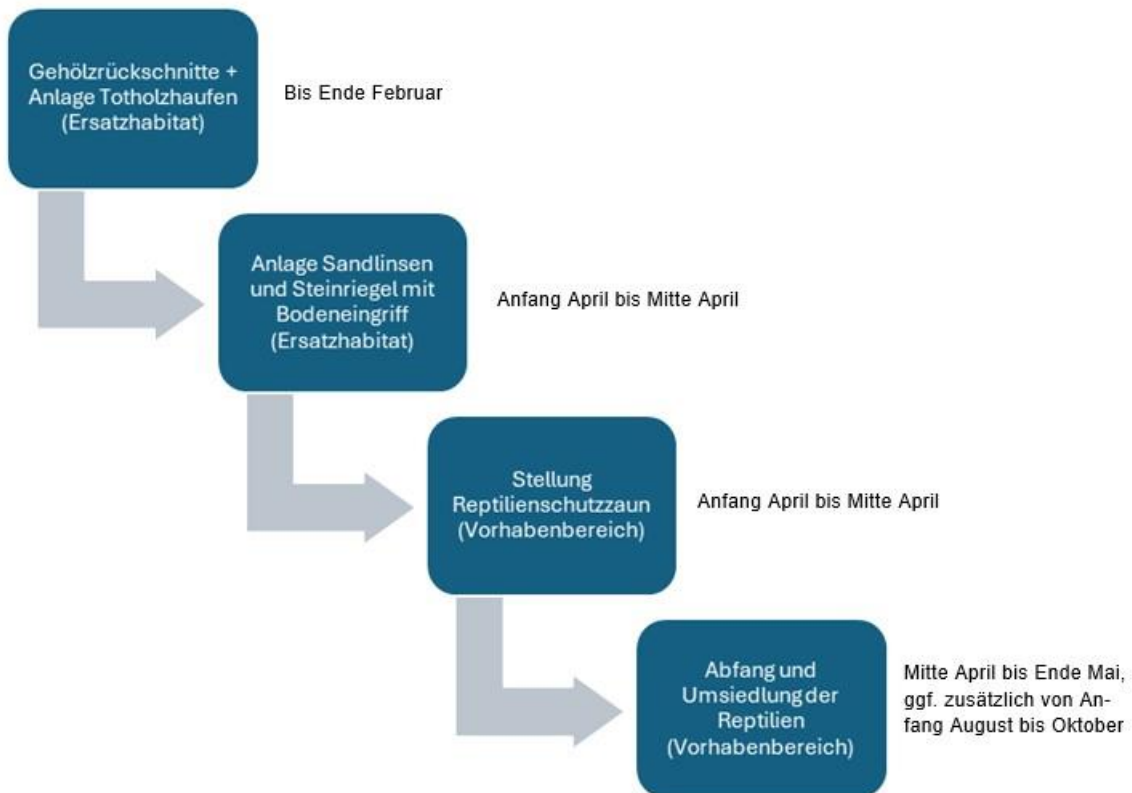 Gehölzrückschnitte +
Anlage Totholzhaufen
(Ersatzhabitat)
Bis Ende Februar
Anlage Sandlinsen
und Steinriegel mit
Bodeneingriff
(Ersatzhabitat)
Anfang April bis Mitte April
Stellung
Reptilienschutzzaun
(Vorhabenbereich)
Anfang April bis Mitte April
Abfang und
Umsiedlung der
Reptilien
(Vorhabenbereich)
Mitte April bis Ende Mai,
ggf. zusätzlich von An-
fang August bis Oktober